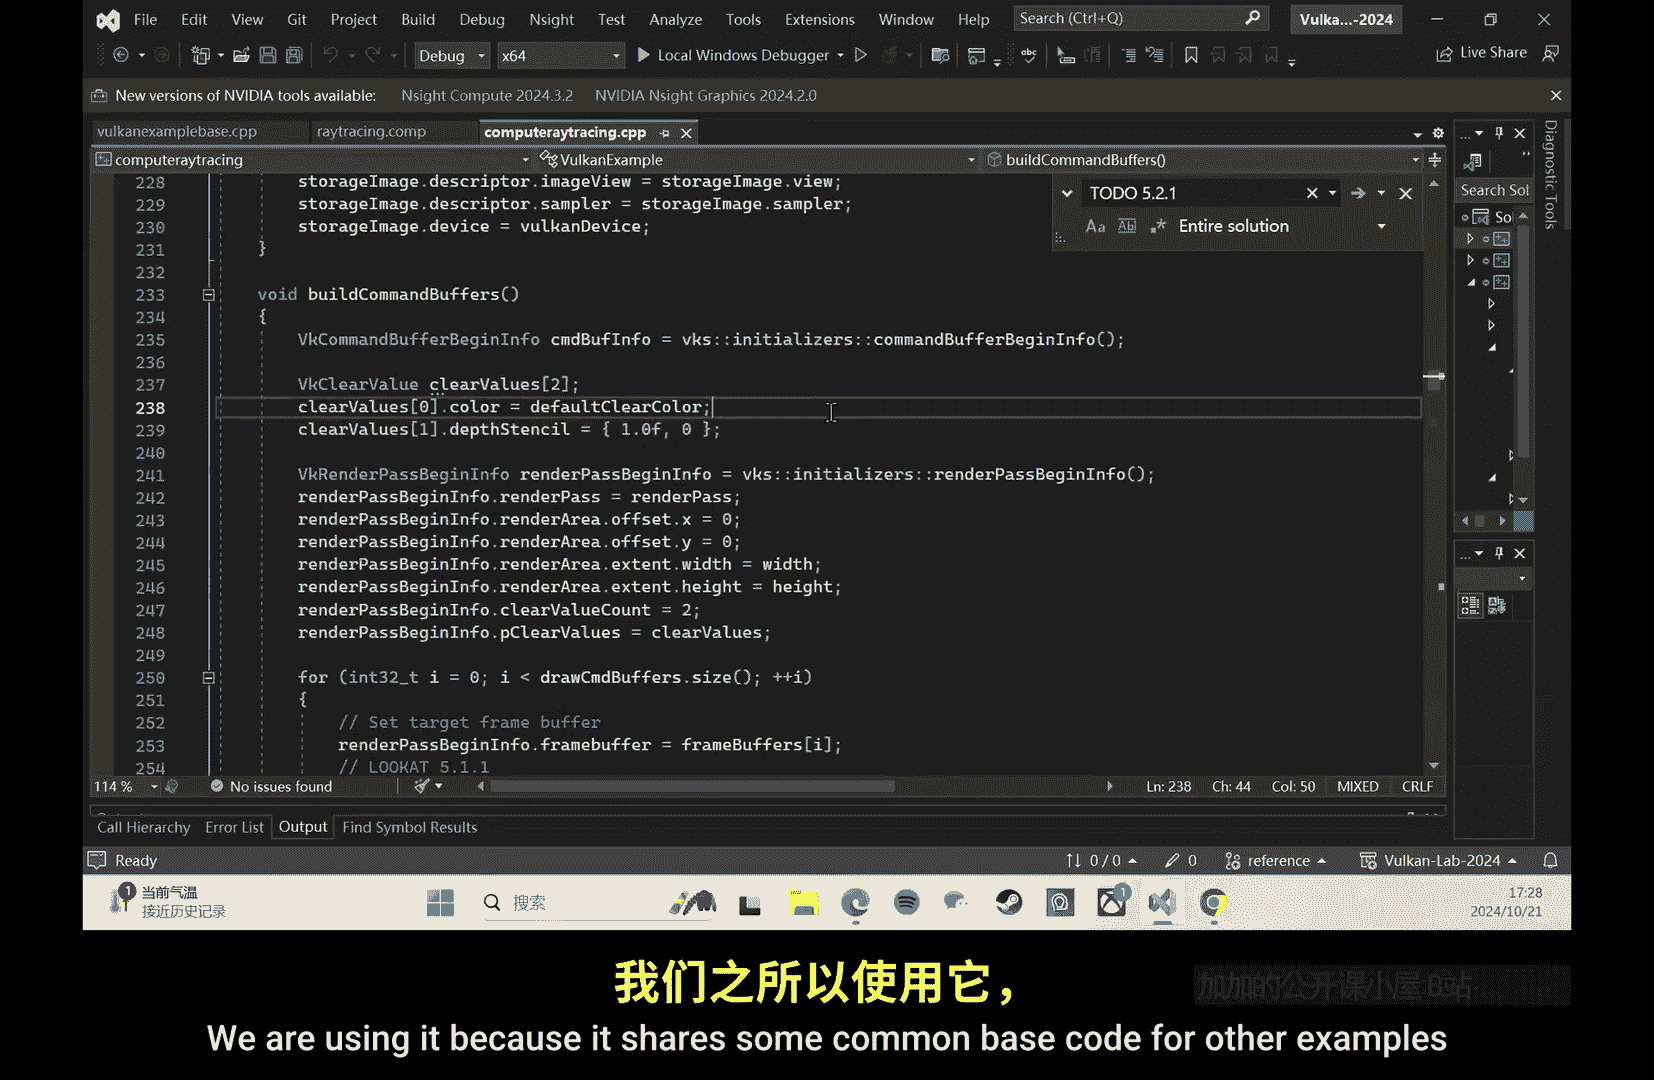 File Edit View Git Project Build Debug Nsight Test Analyze Tools Extensions Window Help Search (Ctrl+Q) Vulka...-2024
Debug x64 Local Windows Debugger Live Share
New versions of NVIDIA tools available: Nsight Compute 2024.3.2 NVIDIA Nsight Graphics 2024.2.0
vulkanexamplebase.cpp raytracing.comp computeraytracing.cpp
computeraytracing VulkanExample buildCommandBuffers()
Diagnostic Tools
TODO 5.2.1
Aa Ab Entire solution
Search Sol
So
228 storageImage.descriptor.imageView = storageImage.view;
229 storageImage.descriptor.sampler = storageImage.sampler;
230 storageImage.device = vulkanDevice;
231 }
232
233 void buildCommandBuffers()
234 {
235 VkCommandBufferBeginInfo cmdBufInfo = vks::initializers::commandBufferBeginInfo();
236
237 VkClearValue clearValues[2];
238 clearValues[0].color = defaultClearColor;
239 clearValues[1].depthStencil = { 1.0f, 0 };
240
241 VkRenderPassBeginInfo renderPassBeginInfo = vks::initializers::renderPassBeginInfo();
242 renderPassBeginInfo.renderPass = renderPass;
243 renderPassBeginInfo.renderArea.offset.x = 0;
244 renderPassBeginInfo.renderArea.offset.y = 0;
245 renderPassBeginInfo.renderArea.extent.width = width;
246 renderPassBeginInfo.renderArea.extent.height = height;
247 renderPassBeginInfo.clearValueCount = 2;
248 renderPassBeginInfo.pClearValues = clearValues;
249
250 for (int32_t i = 0; i < drawCmdBuffers.size(); ++i)
251 {
252 // Set target frame buffer
253 renderPassBeginInfo.framebuffer = frameBuffers[i];
254 // LOOKAT 5.1.1
114 % No issues found Ln: 238 Ch: 44 Col: 50 MIXED CRLF
Call Hierarchy Error List Output Find Symbol Results
Ready 0 / 0 0 reference Vulkan-Lab-2024
1 当前气温
接近历史记录
搜索
1
17:28
2024/10/21
我们之所以使用它，
加加的公开课小屋 B站
We are using it because it shares some common base code for other examples